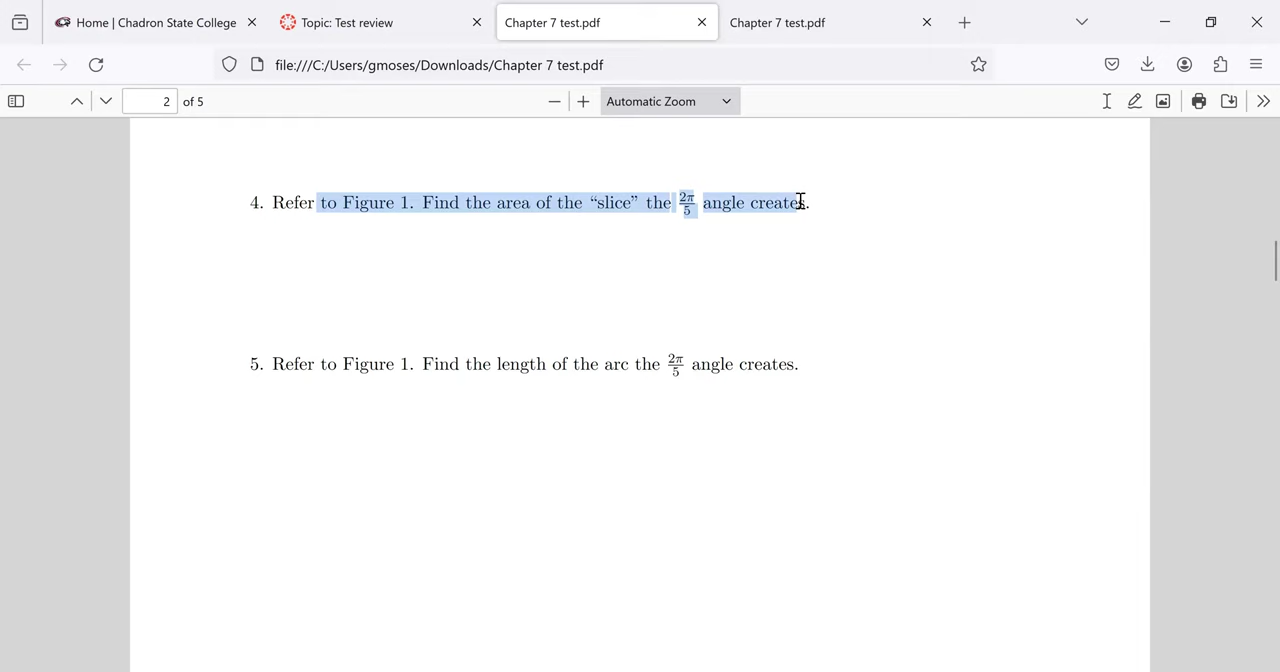 Home | Chadron State College
Topic: Test review
Chapter 7 test.pdf
Chapter 7 test.pdf
file:///C:/Users/gmoses/Downloads/Chapter 7 test.pdf
2 of 5
Automatic Zoom
4. Refer to Figure 1. Find the area of the “slice” the 2π/5 angle creates.
5. Refer to Figure 1. Find the length of the arc the 2π/5 angle creates.